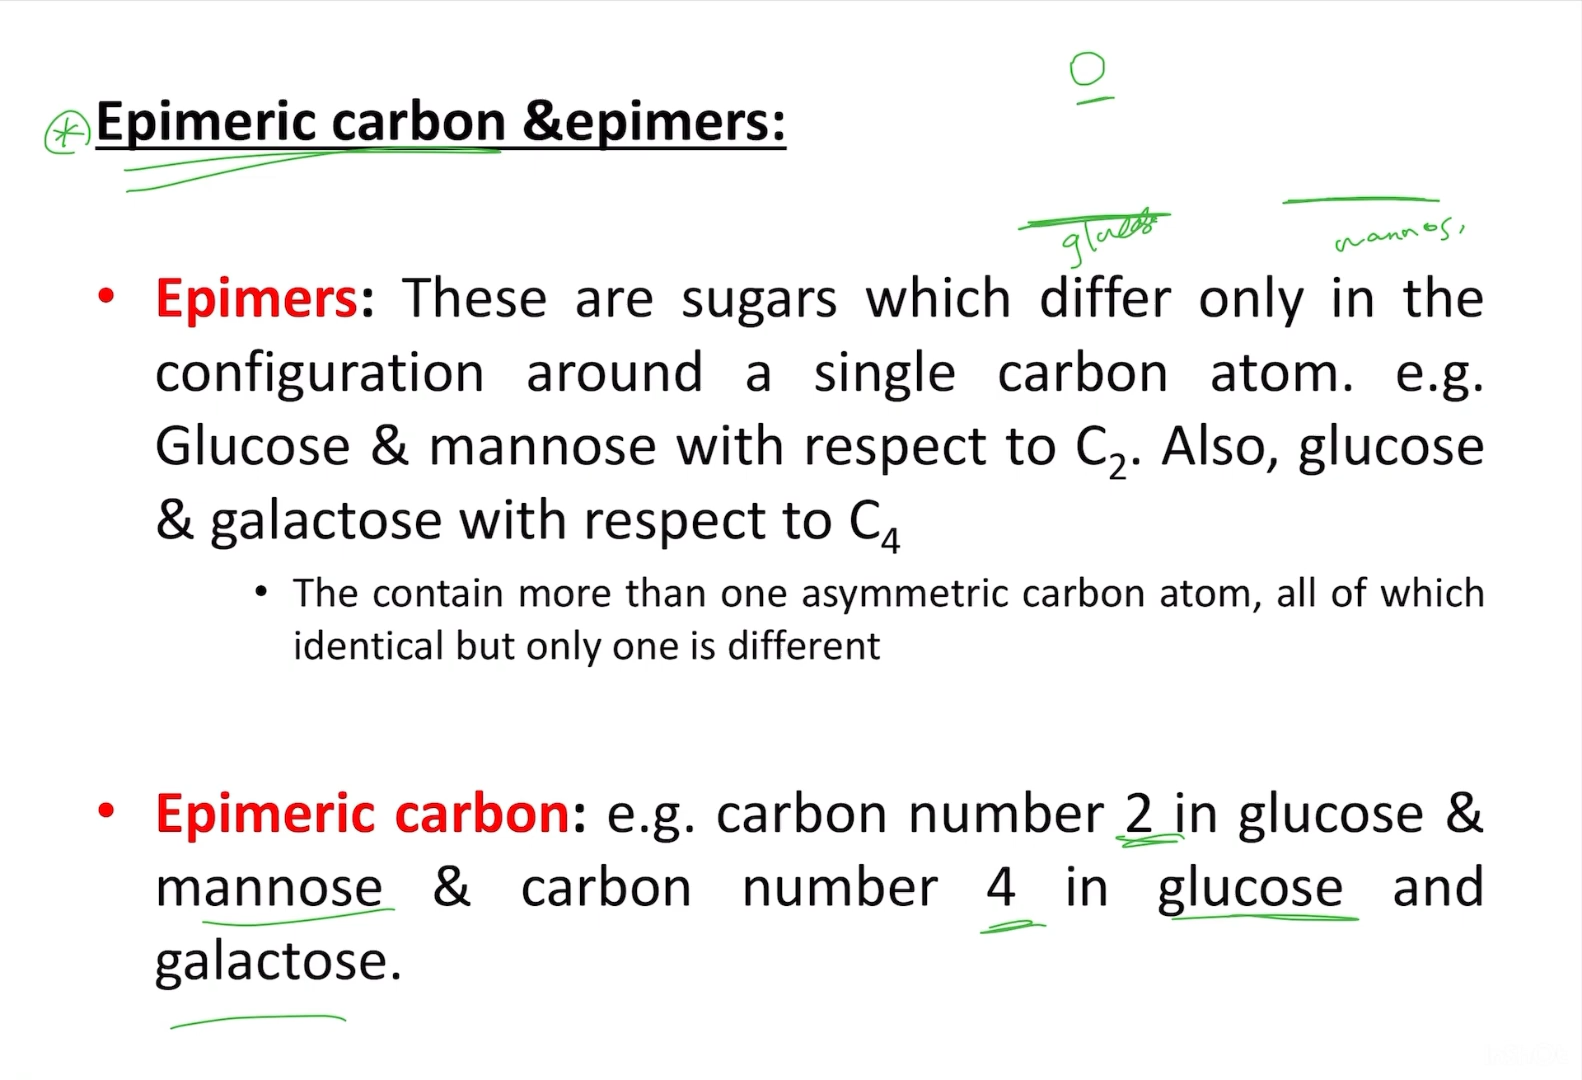 Epimeric carbon &epimers:
mannos,
• Epimers: These are sugars which differ only in the
configuration around a single carbon atom. e.g.
Glucose & mannose with respect to C₂. Also, glucose
& galactose with respect to C₄
• The contain more than one asymmetric carbon atom, all of which
identical but only one is different
• Epimeric carbon: e.g. carbon number 2 in glucose &
mannose & carbon number 4 in glucose and
galactose.